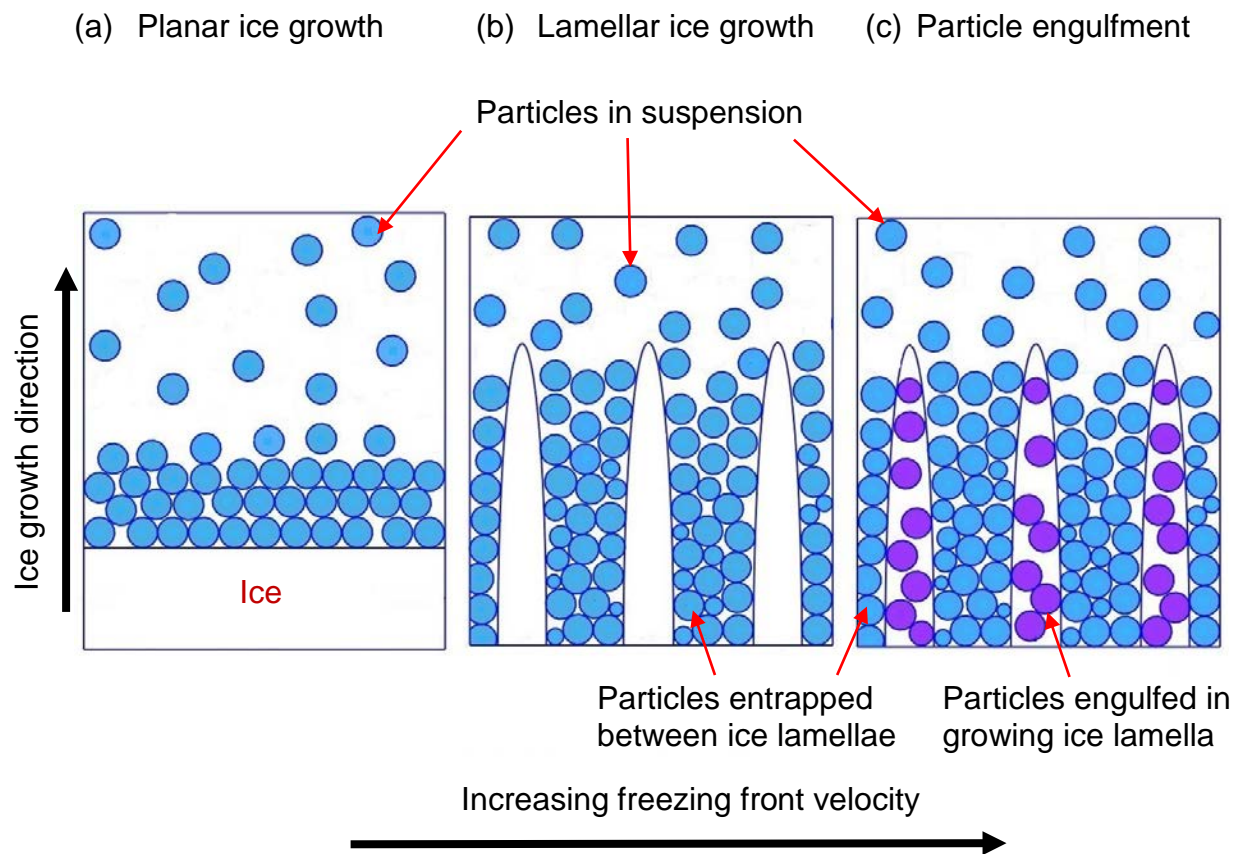 (a) Planar ice growth
(b) Lamellar ice growth
(c) Particle engulfment
Particles in suspension
Ice growth direction
Ice
Particles entrapped
between ice lamellae
Particles engulfed in
growing ice lamella
Increasing freezing front velocity